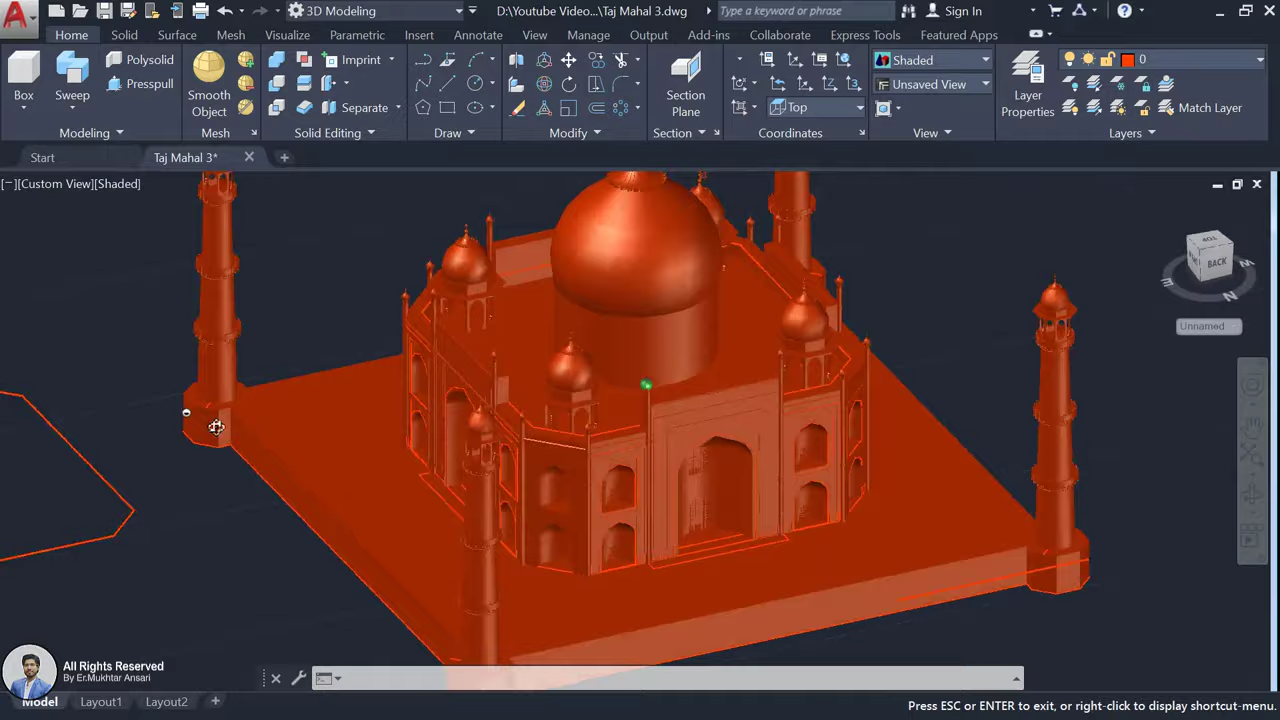 3D Modeling
D:\Youtube Video...\Taj Mahal 3.dwg
Type a keyword or phrase
Sign In
Home
Solid
Surface
Mesh
Visualize
Parametric
Insert
Annotate
View
Manage
Output
Add-ins
Collaborate
Express Tools
Featured Apps
Box
Sweep
Polysolid
Presspull
Smooth
Object
Imprint
Separate
Section
Plane
Top
Shaded
Unsaved View
Layer
Properties
0
Match Layer
Modeling
Mesh
Solid Editing
Draw
Modify
Section
Coordinates
View
Layers
Start
Taj Mahal 3*
[−][Custom View][Shaded]
TOP
BACK
E
N
Unnamed
All Rights Reserved
By Er.Mukhtar Ansari
Model
Layout1
Layout2
Press ESC or ENTER to exit, or right-click to display shortcut-menu.